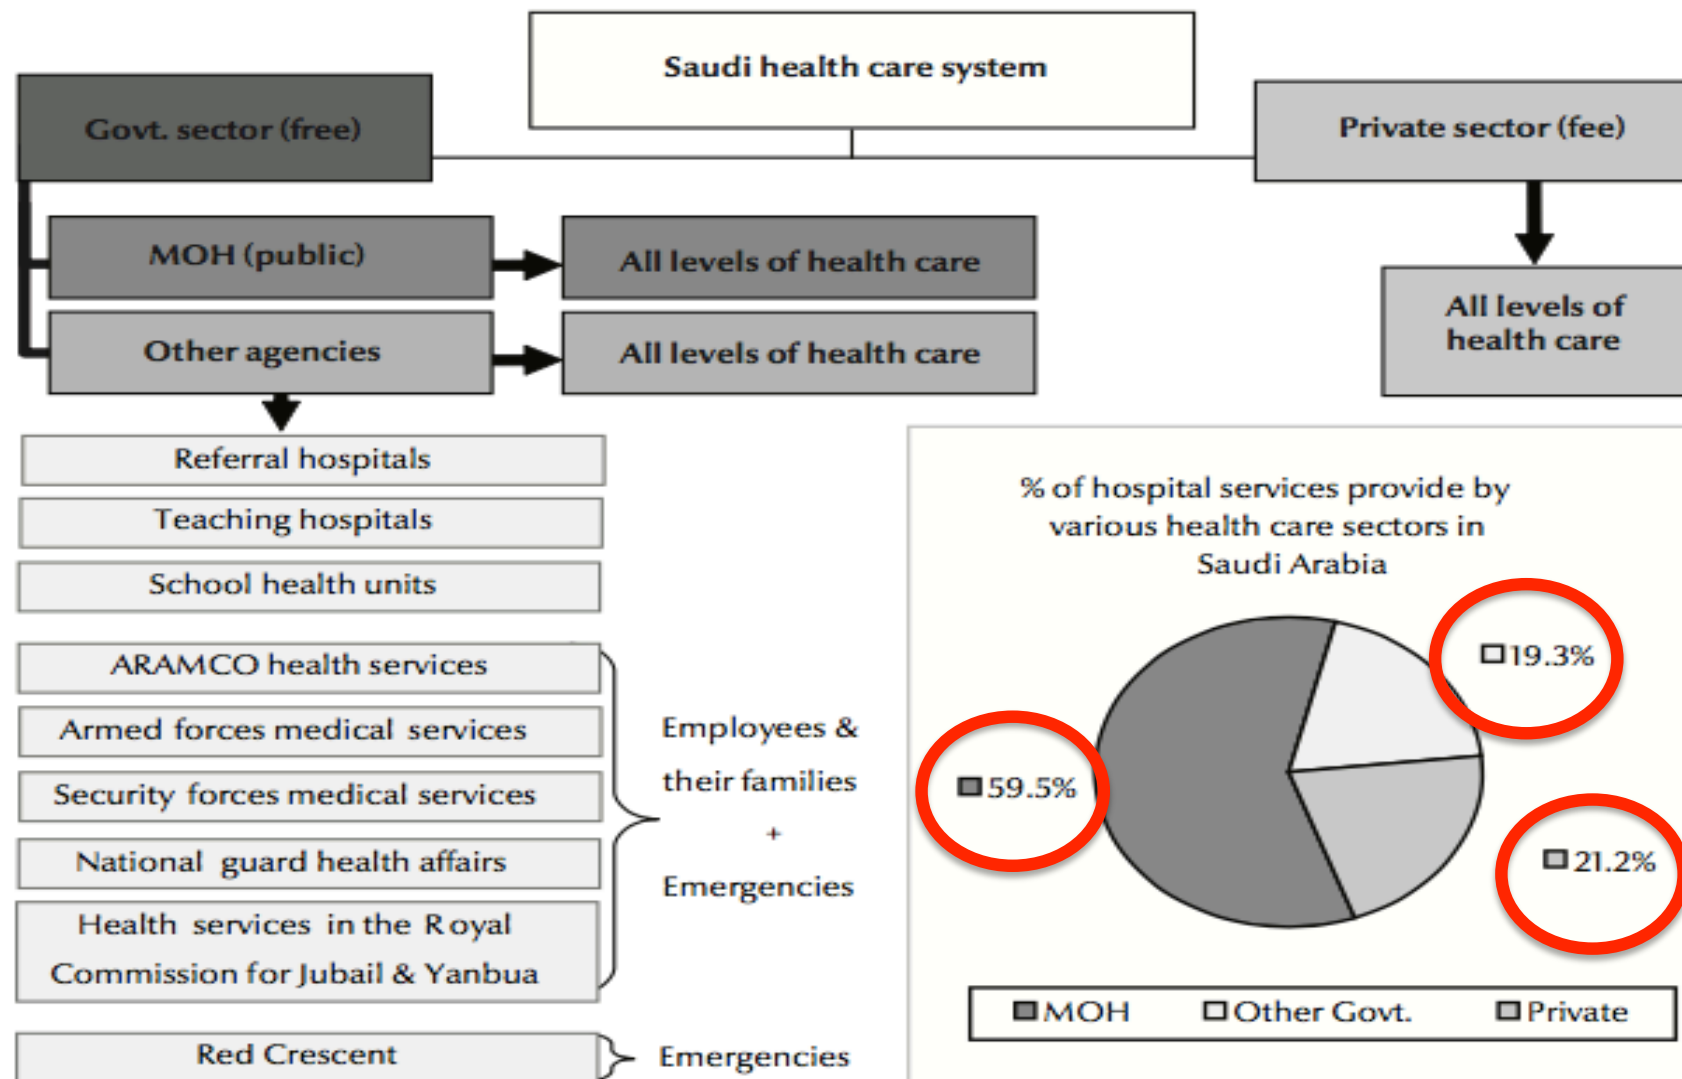 Saudi health care system
Govt. sector (free)
Private sector (fee)
MOH (public)
All levels of health care
Other agencies
All levels of health care
All levels of
health care
Referral hospitals
Teaching hospitals
School health units
ARAMCO health services
Armed forces medical services
Security forces medical services
National guard health affairs
Health services in the Royal
Commission for Jubail & Yanbua
Employees &
their families
+
Emergencies
Red Crescent
Emergencies
% of hospital services provide by
various health care sectors in
Saudi Arabia
19.3%
59.5%
21.2%
MOH
Other Govt.
Private